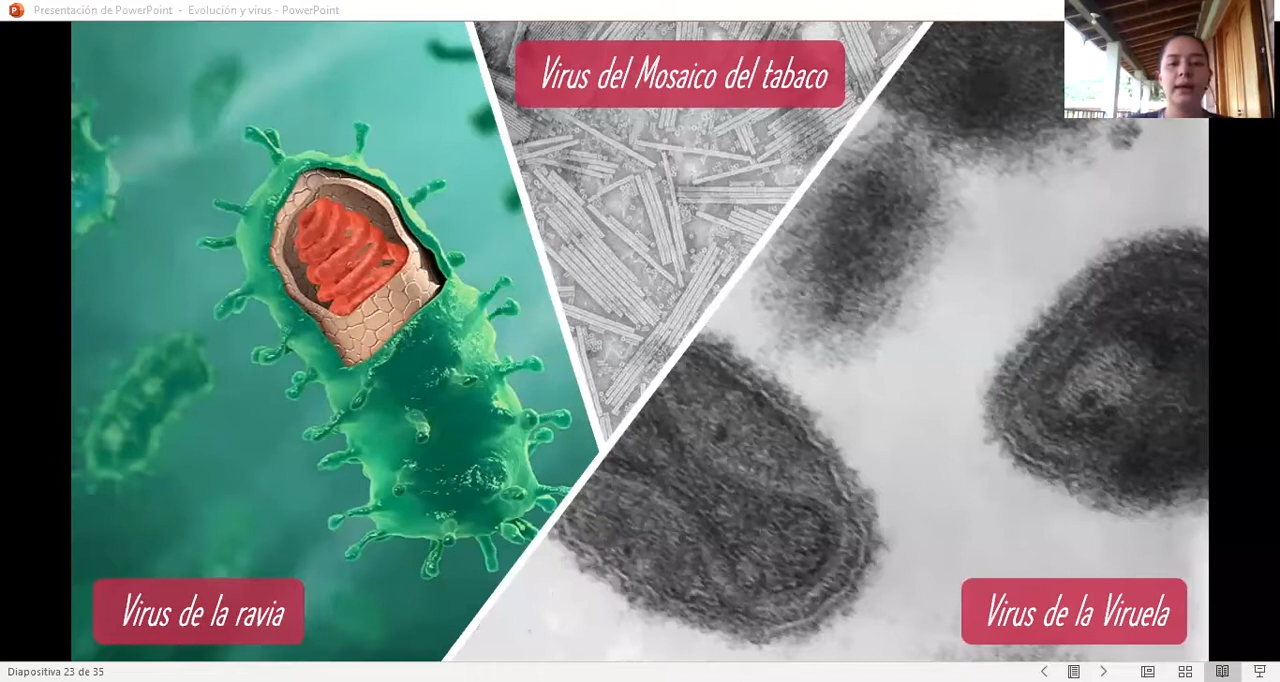 Presentación de PowerPoint - Evolución y virus - PowerPoint
Virus del Mosaico del tabaco
Virus de la ravia
Virus de la Viruela
Diapositiva 23 de 35